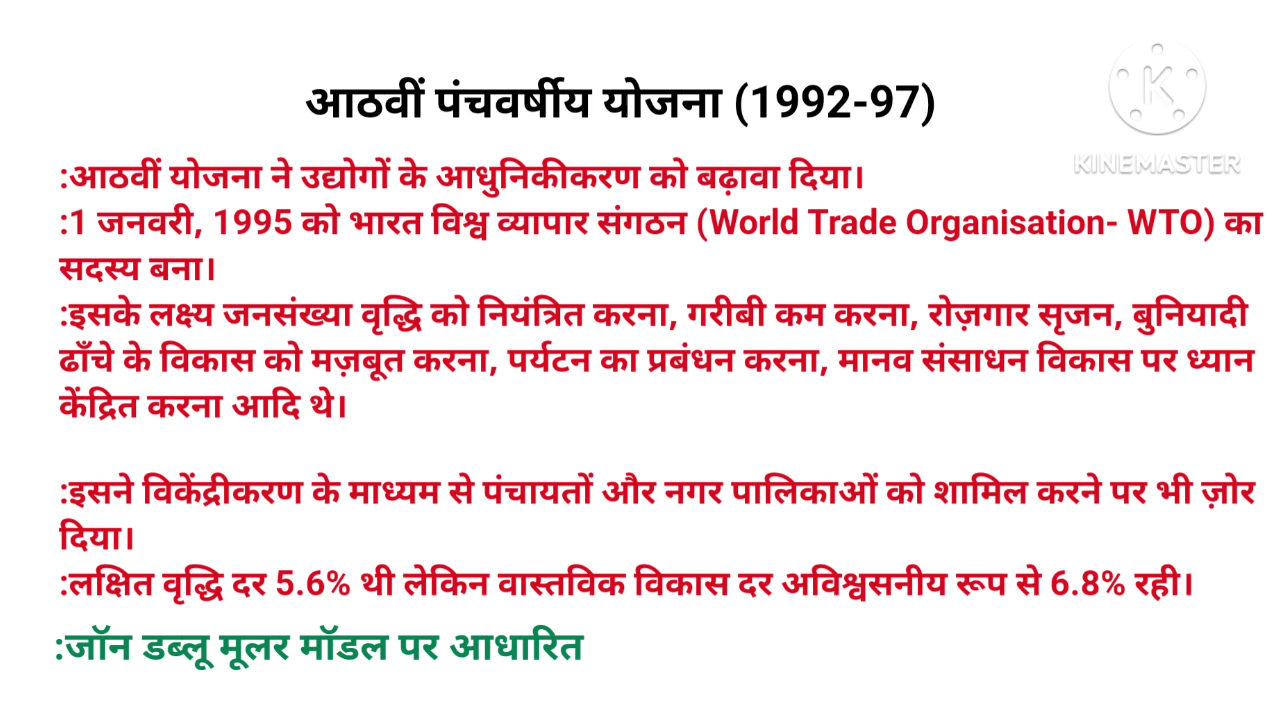 आठवीं पंचवर्षीय योजना (1992-97)
K
KINEMASTER
:आठवीं योजना ने उद्योगों के आधुनिकीकरण को बढ़ावा दिया।
:1 जनवरी, 1995 को भारत विश्व व्यापार संगठन (World Trade Organisation- WTO) का
सदस्य बना।
:इसके लक्ष्य जनसंख्या वृद्धि को नियंत्रित करना, गरीबी कम करना, रोज़गार सृजन, बुनियादी
ढाँचे के विकास को मज़बूत करना, पर्यटन का प्रबंधन करना, मानव संसाधन विकास पर ध्यान
केंद्रित करना आदि थे।
:इसने विकेंद्रीकरण के माध्यम से पंचायतों और नगर पालिकाओं को शामिल करने पर भी ज़ोर
दिया।
:लक्षित वृद्धि दर 5.6% थी लेकिन वास्तविक विकास दर अविश्वसनीय रूप से 6.8% रही।
:जॉन डब्लू मूलर मॉडल पर आधारित